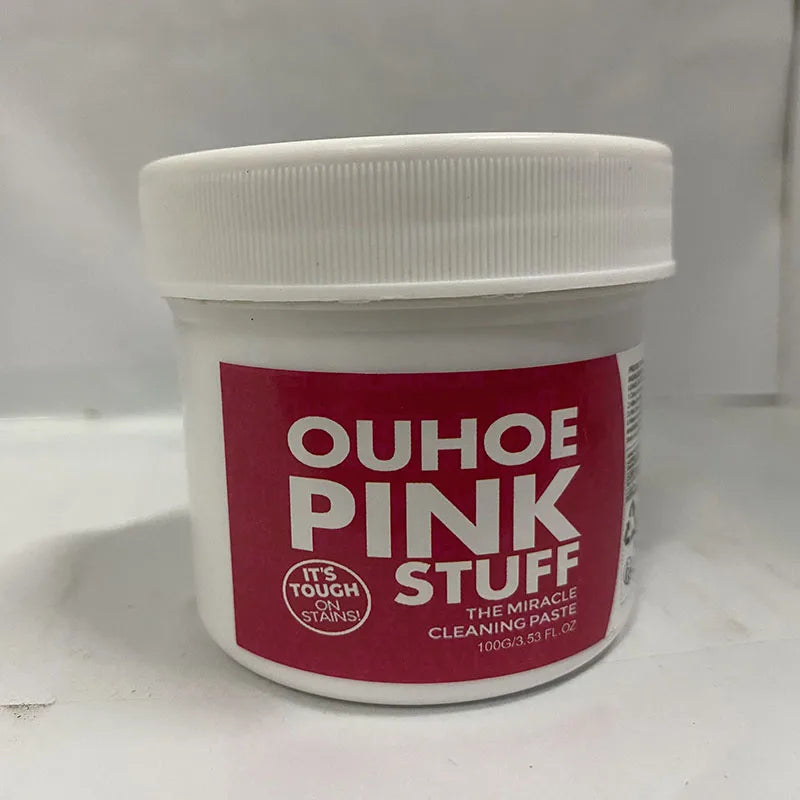 OUHOE
PINK
STUFF
IT'S
TOUGH
ON
STAINS!
THE MIRACLE
CLEANING PASTE
100G/3.53 FL.OZ